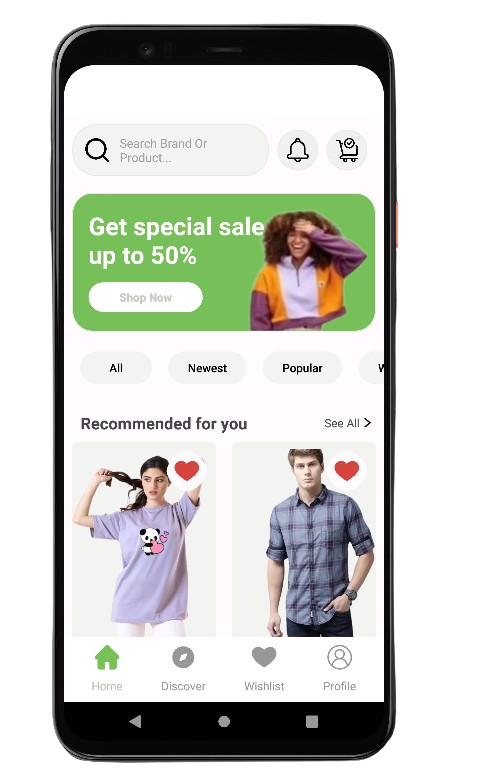 Search Brand Or
Product...
Get special sale
up to 50%
Shop Now
All
Newest
Popular
Recommended for you
See All
Home
Discover
Wishlist
Profile